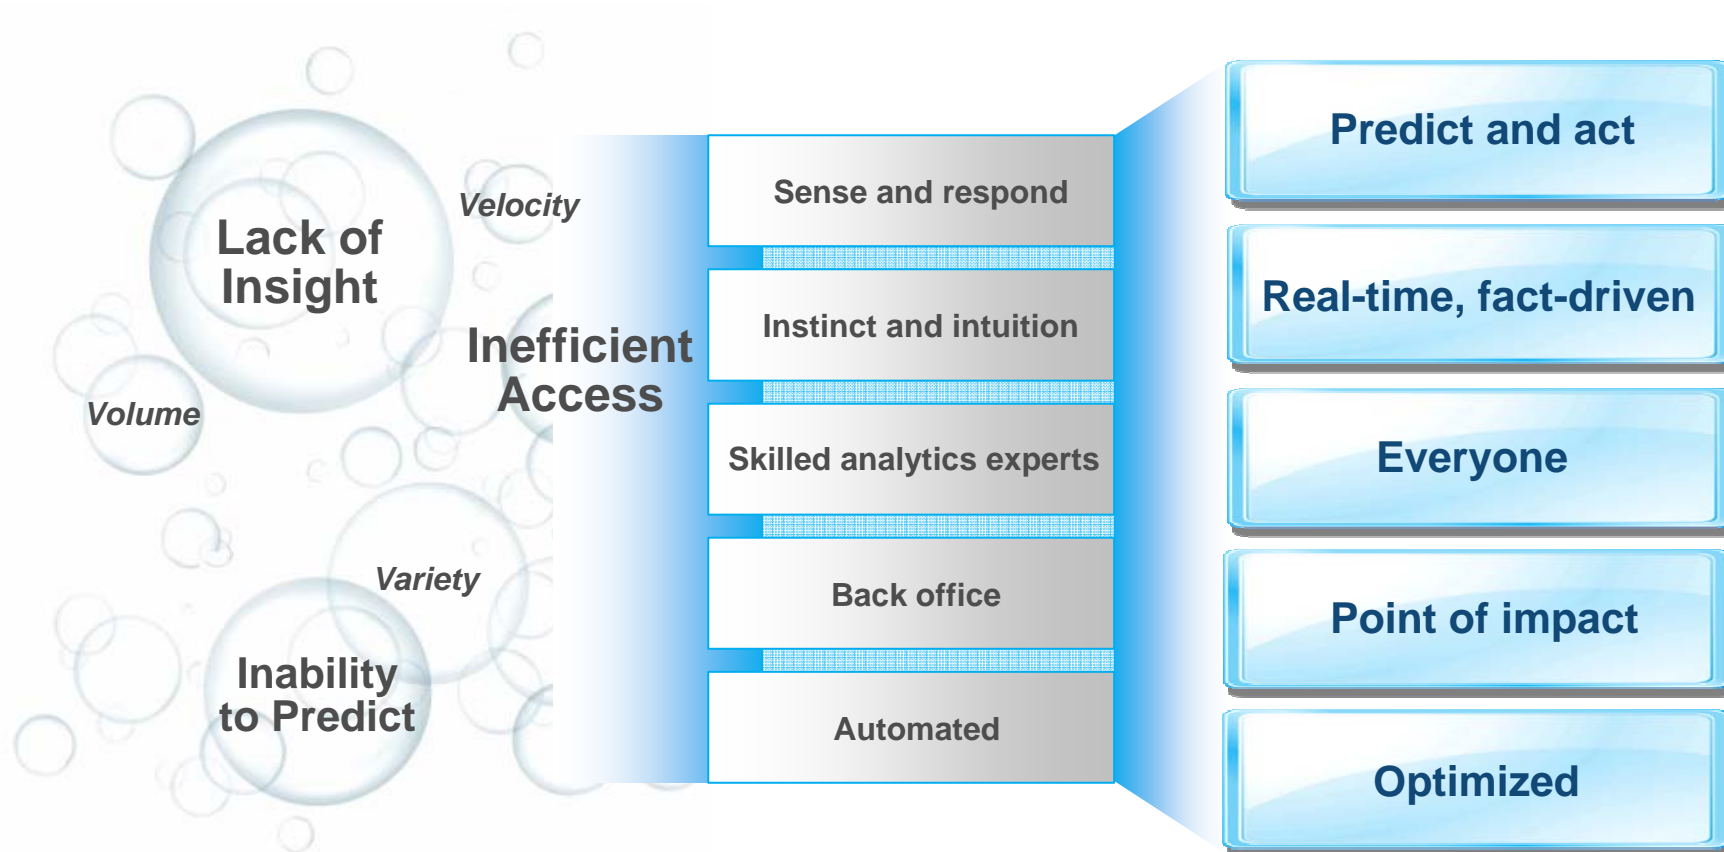 Lack of
Insight
Velocity
Inefficient
Access
Volume
Variety
Inability
to Predict
Sense and respond
Instinct and intuition
Skilled analytics experts
Back office
Automated
Predict and act
Real-time, fact-driven
Everyone
Point of impact
Optimized